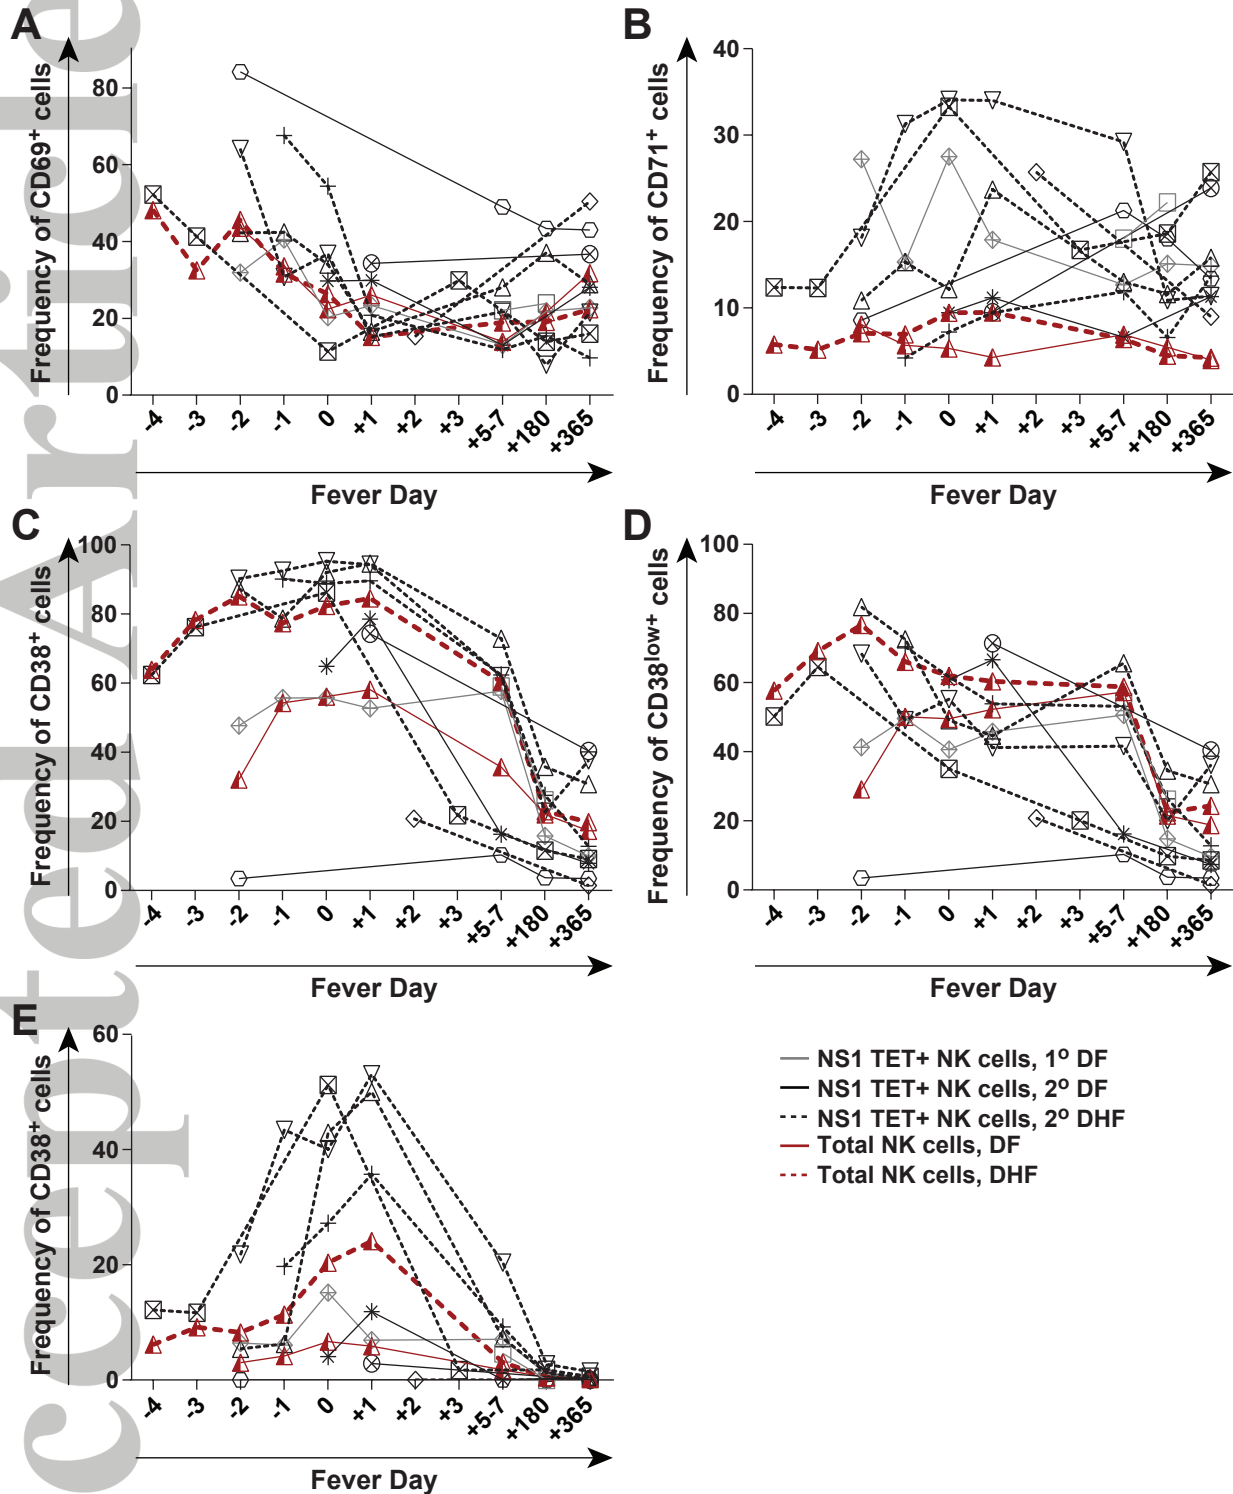 Accepted Article
A
Frequency of CD69+ cells
80
60
40
20
0
-4 -3 -2 -1 0 +1 +2 +3 +5-7 +180 +365
Fever Day
B
Frequency of CD71+ cells
40
30
20
10
0
-4 -3 -2 -1 0 +1 +2 +3 +5-7 +180 +365
Fever Day
C
Frequency of CD38+ cells
100
80
60
40
20
0
-4 -3 -2 -1 0 +1 +2 +3 +5-7 +180 +365
Fever Day
D
Frequency of CD38low+ cells
100
80
60
40
20
0
-4 -3 -2 -1 0 +1 +2 +3 +5-7 +180 +365
Fever Day
E
Frequency of CD38+ cells
60
40
20
0
-4 -3 -2 -1 0 +1 +2 +3 +5-7 +180 +365
Fever Day
NS1 TET+ NK cells, 1º DF
NS1 TET+ NK cells, 2º DF
NS1 TET+ NK cells, 2º DHF
Total NK cells, DF
Total NK cells, DHF